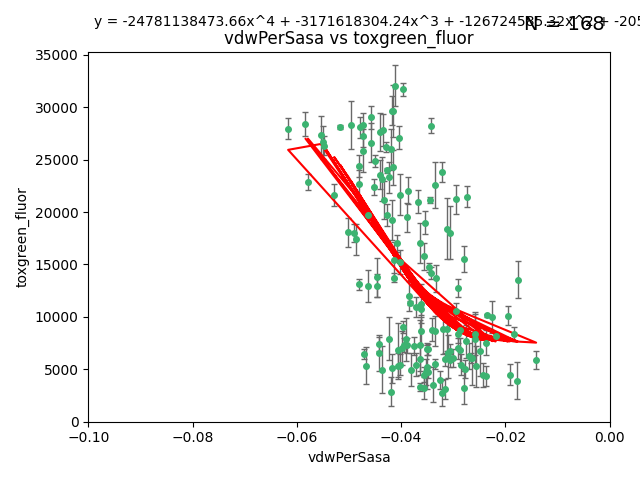 y = -24781138473.66x^4 + -3171618304.24x^3 + -126724585.32x^2 + -205
N = 168
vdwPerSasa vs toxgreen_fluor
35000
30000
25000
20000
15000
10000
5000
0
toxgreen_fluor
−0.10 −0.08 −0.06 −0.04 −0.02 0.00
vdwPerSasa